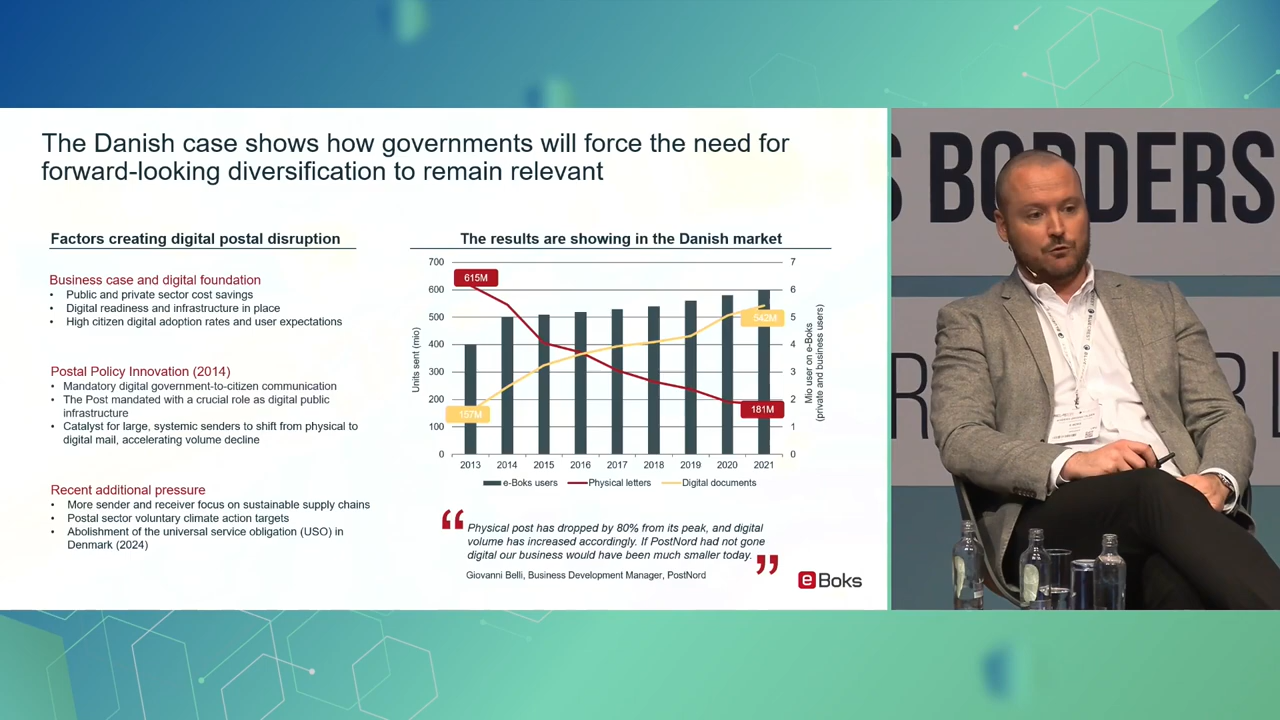 The Danish case shows how governments will force the need for
forward-looking diversification to remain relevant
Factors creating digital postal disruption
Business case and digital foundation
• Public and private sector cost savings
• Digital readiness and infrastructure in place
• High citizen digital adoption rates and user expectations
Postal Policy Innovation (2014)
• Mandatory digital government-to-citizen communication
• The Post mandated with a crucial role as digital public
infrastructure
• Catalyst for large, systemic senders to shift from physical to
digital mail, accelerating volume decline
Recent additional pressure
• More sender and receiver focus on sustainable supply chains
• Postal sector voluntary climate action targets
• Abolishment of the universal service obligation (USO) in
Denmark (2024)
The results are showing in the Danish market
Units sent (mio)
700
600
500
400
300
200
100
0
615M
157M
542M
181M
7
6
5
4
3
2
1
0
Mio user on e-Boks
(private and business users)
2013 2014 2015 2016 2017 2018 2019 2020 2021
e-Boks users Physical letters Digital documents
“Physical post has dropped by 80% from its peak, and digital
volume has increased accordingly. If PostNord had not gone
digital our business would have been much smaller today.”
Giovanni Belli, Business Development Manager, PostNord
e-Boks
S BORDERS